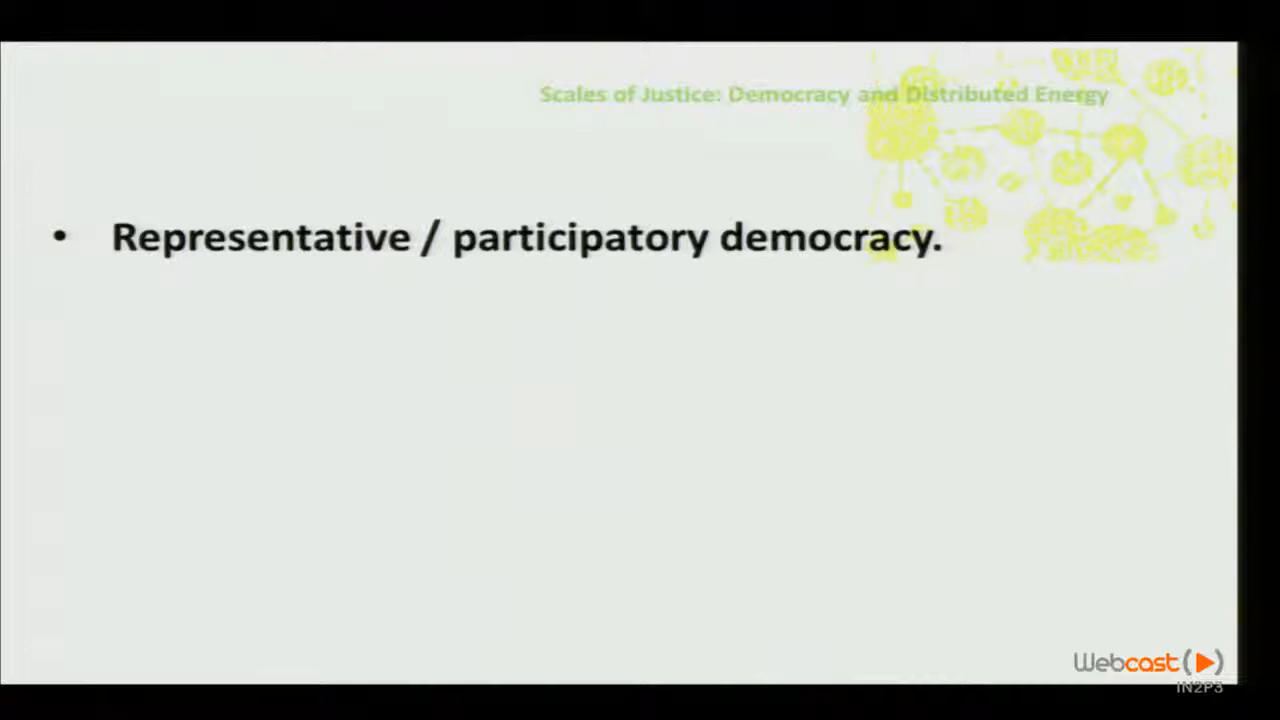 Scales of Justice: Democracy and Distributed Energy
• Representative / participatory democracy.
Webcast
IN2P3